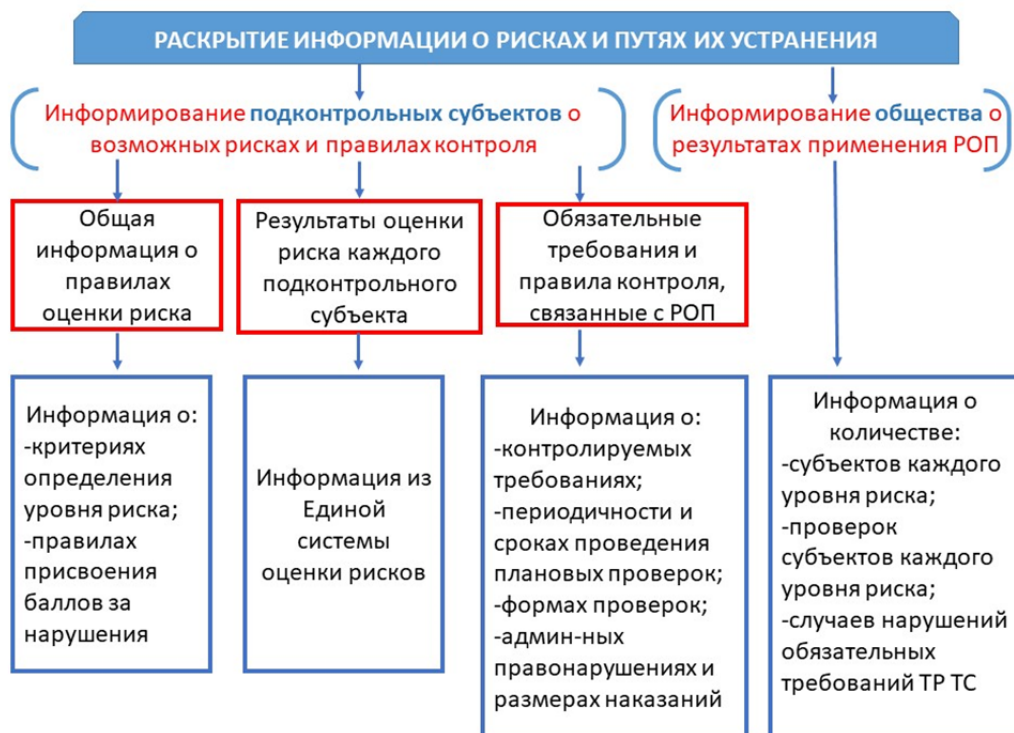 РАСКРЫТИЕ ИНФОРМАЦИИ О РИСКАХ И ПУТЯХ ИХ УСТРАНЕНИЯ
Информирование подконтрольных субъектов о
возможных рисках и правилах контроля
Информирование общества о
результатах применения РОП
Общая
информация о
правилах
оценки риска
Результаты оценки
риска каждого
подконтрольного
субъекта
Обязательные
требования и
правила контроля,
связанные с РОП
Информация о:
-критериях
определения
уровня риска;
-правилах
присвоения
баллов за
нарушения
Информация из
Единой
системы
оценки рисков
Информация о:
-контролируемых
требованиях;
-периодичности и
сроках проведения
плановых проверок;
-формах проверок;
-админ-ных
правонарушениях и
размерах наказаний
Информация о
количестве:
-субъектов каждого
уровня риска;
-проверок
субъектов каждого
уровня риска;
-случаев нарушений
обязательных
требований ТР ТС